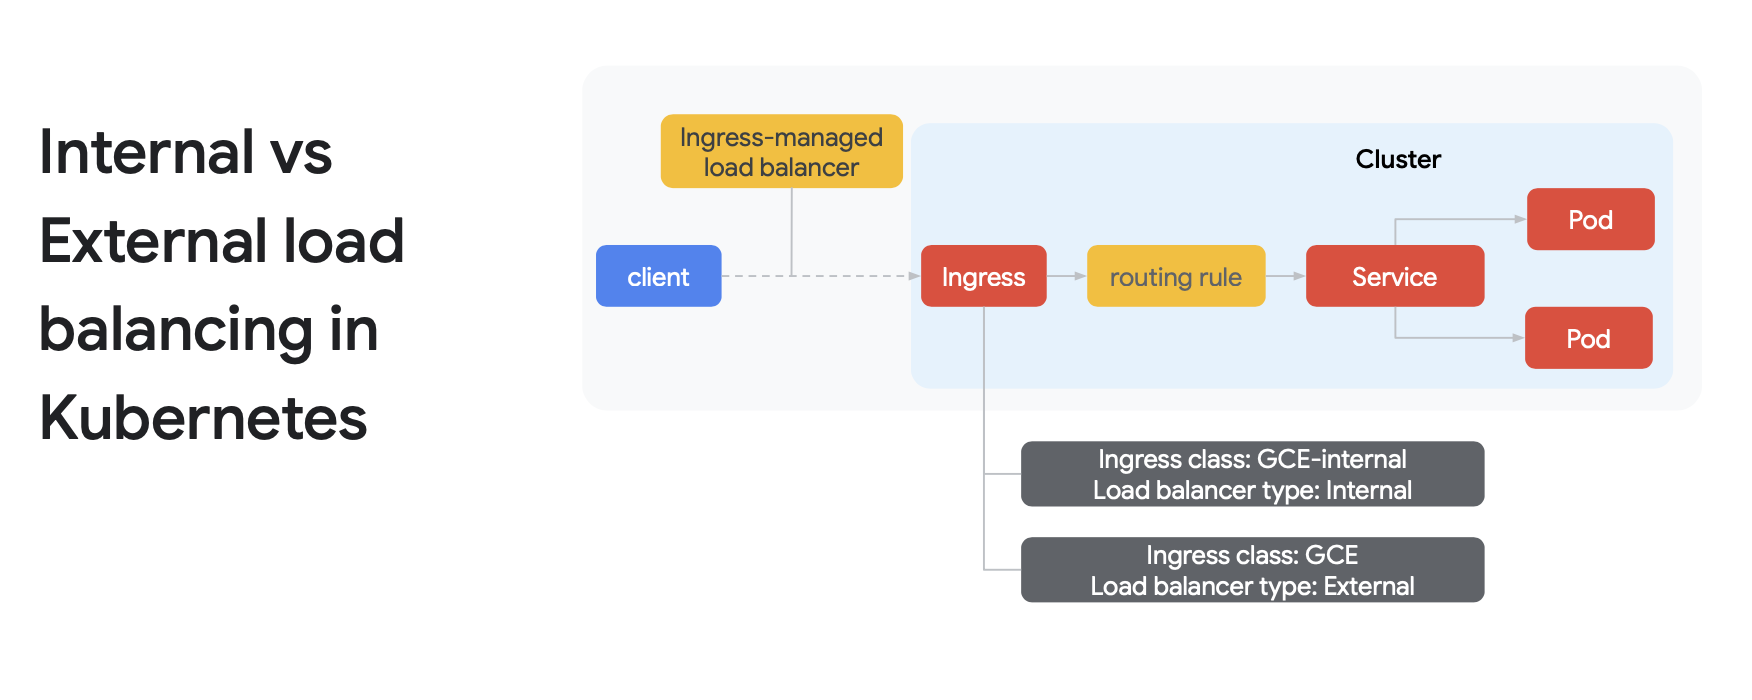 Internal vs
External load
balancing in
Kubernetes
Ingress-managed
load balancer
Cluster
client
Ingress
routing rule
Service
Pod
Pod
Ingress class: GCE-internal
Load balancer type: Internal
Ingress class: GCE
Load balancer type: External